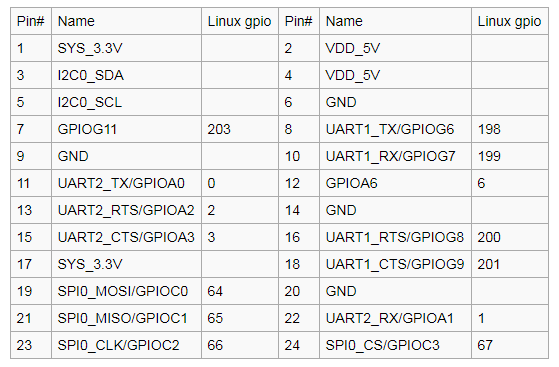 Pin# Name Linux gpio Pin# Name Linux gpio
1 SYS_3.3V 2 VDD_5V
3 I2C0_SDA 4 VDD_5V
5 I2C0_SCL 6 GND
7 GPIOG11 203 8 UART1_TX/GPIOG6 198
9 GND 10 UART1_RX/GPIOG7 199
11 UART2_TX/GPIOA0 0 12 GPIOA6 6
13 UART2_RTS/GPIOA2 2 14 GND
15 UART2_CTS/GPIOA3 3 16 UART1_RTS/GPIOG8 200
17 SYS_3.3V 18 UART1_CTS/GPIOG9 201
19 SPI0_MOSI/GPIOC0 64 20 GND
21 SPI0_MISO/GPIOC1 65 22 UART2_RX/GPIOA1 1
23 SPI0_CLK/GPIOC2 66 24 SPI0_CS/GPIOC3 67